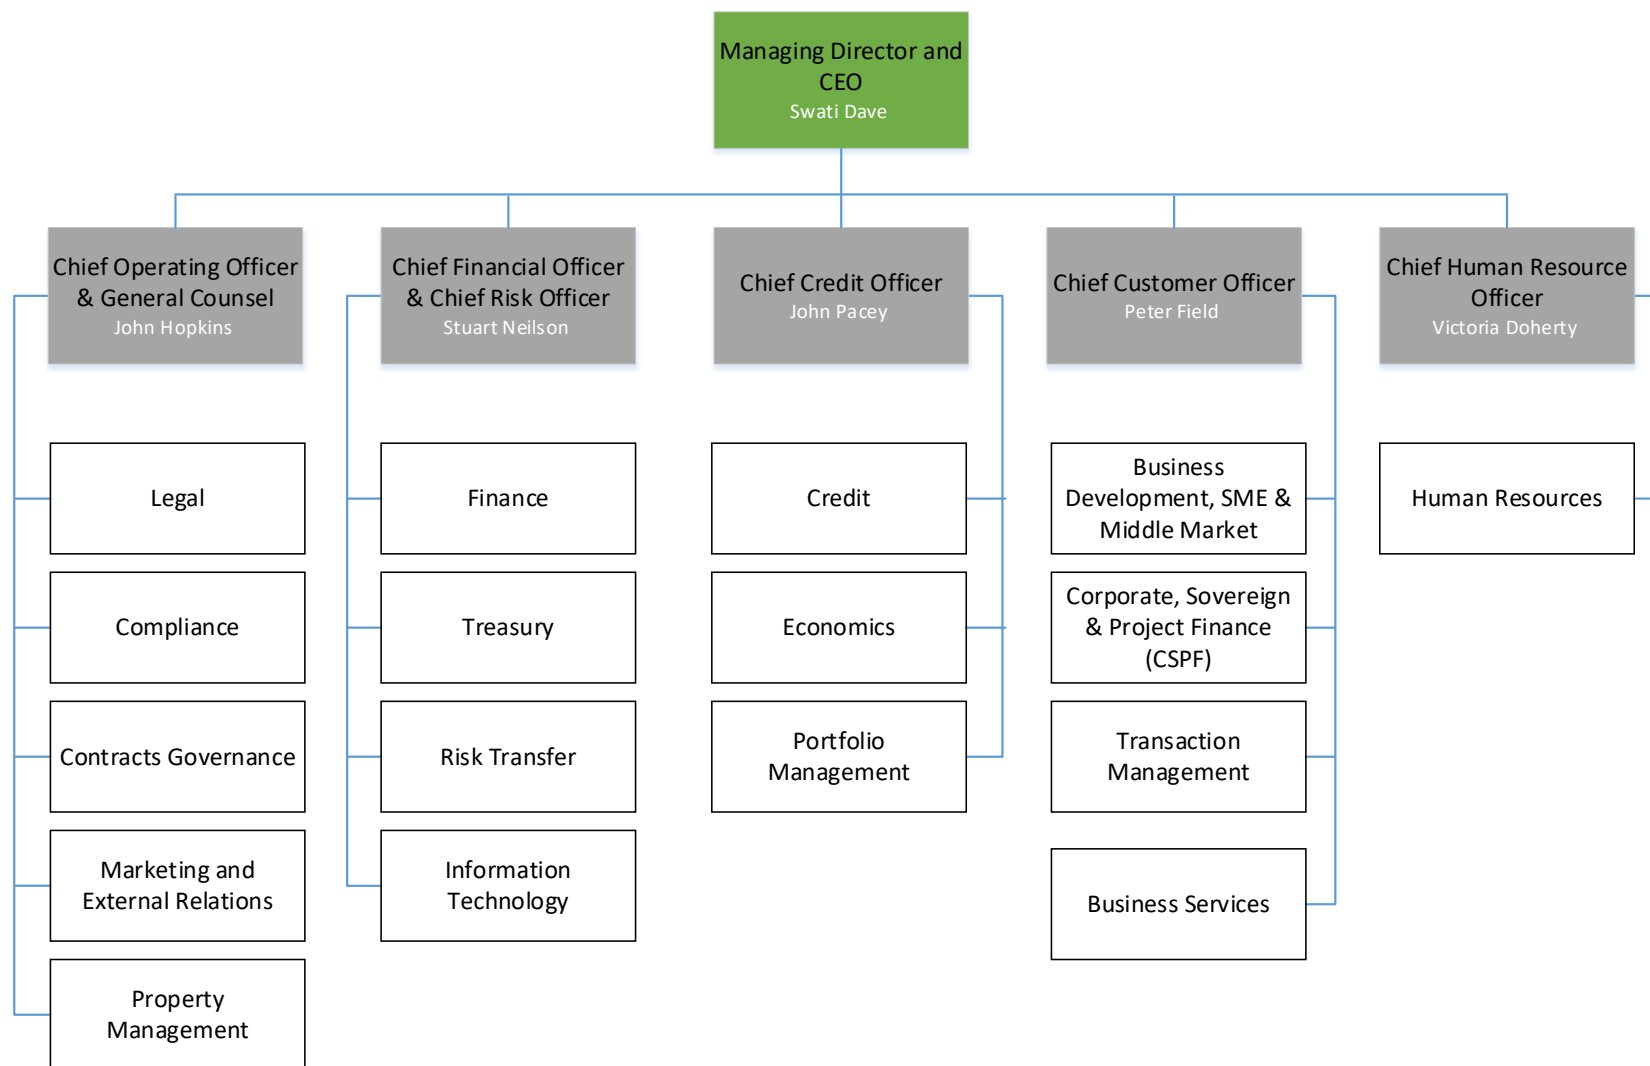 Managing Director and
CEO
Swati Dave
Chief Operating Officer
& General Counsel
John Hopkins
Chief Financial Officer
& Chief Risk Officer
Stuart Neilson
Chief Credit Officer
John Pacey
Chief Customer Officer
Peter Field
Chief Human Resource
Officer
Victoria Doherty
Legal
Compliance
Contracts Governance
Marketing and
External Relations
Property
Management
Finance
Treasury
Risk Transfer
Information
Technology
Credit
Economics
Portfolio
Management
Business
Development, SME &
Middle Market
Corporate, Sovereign
& Project Finance
(CSPF)
Transaction
Management
Business Services
Human Resources